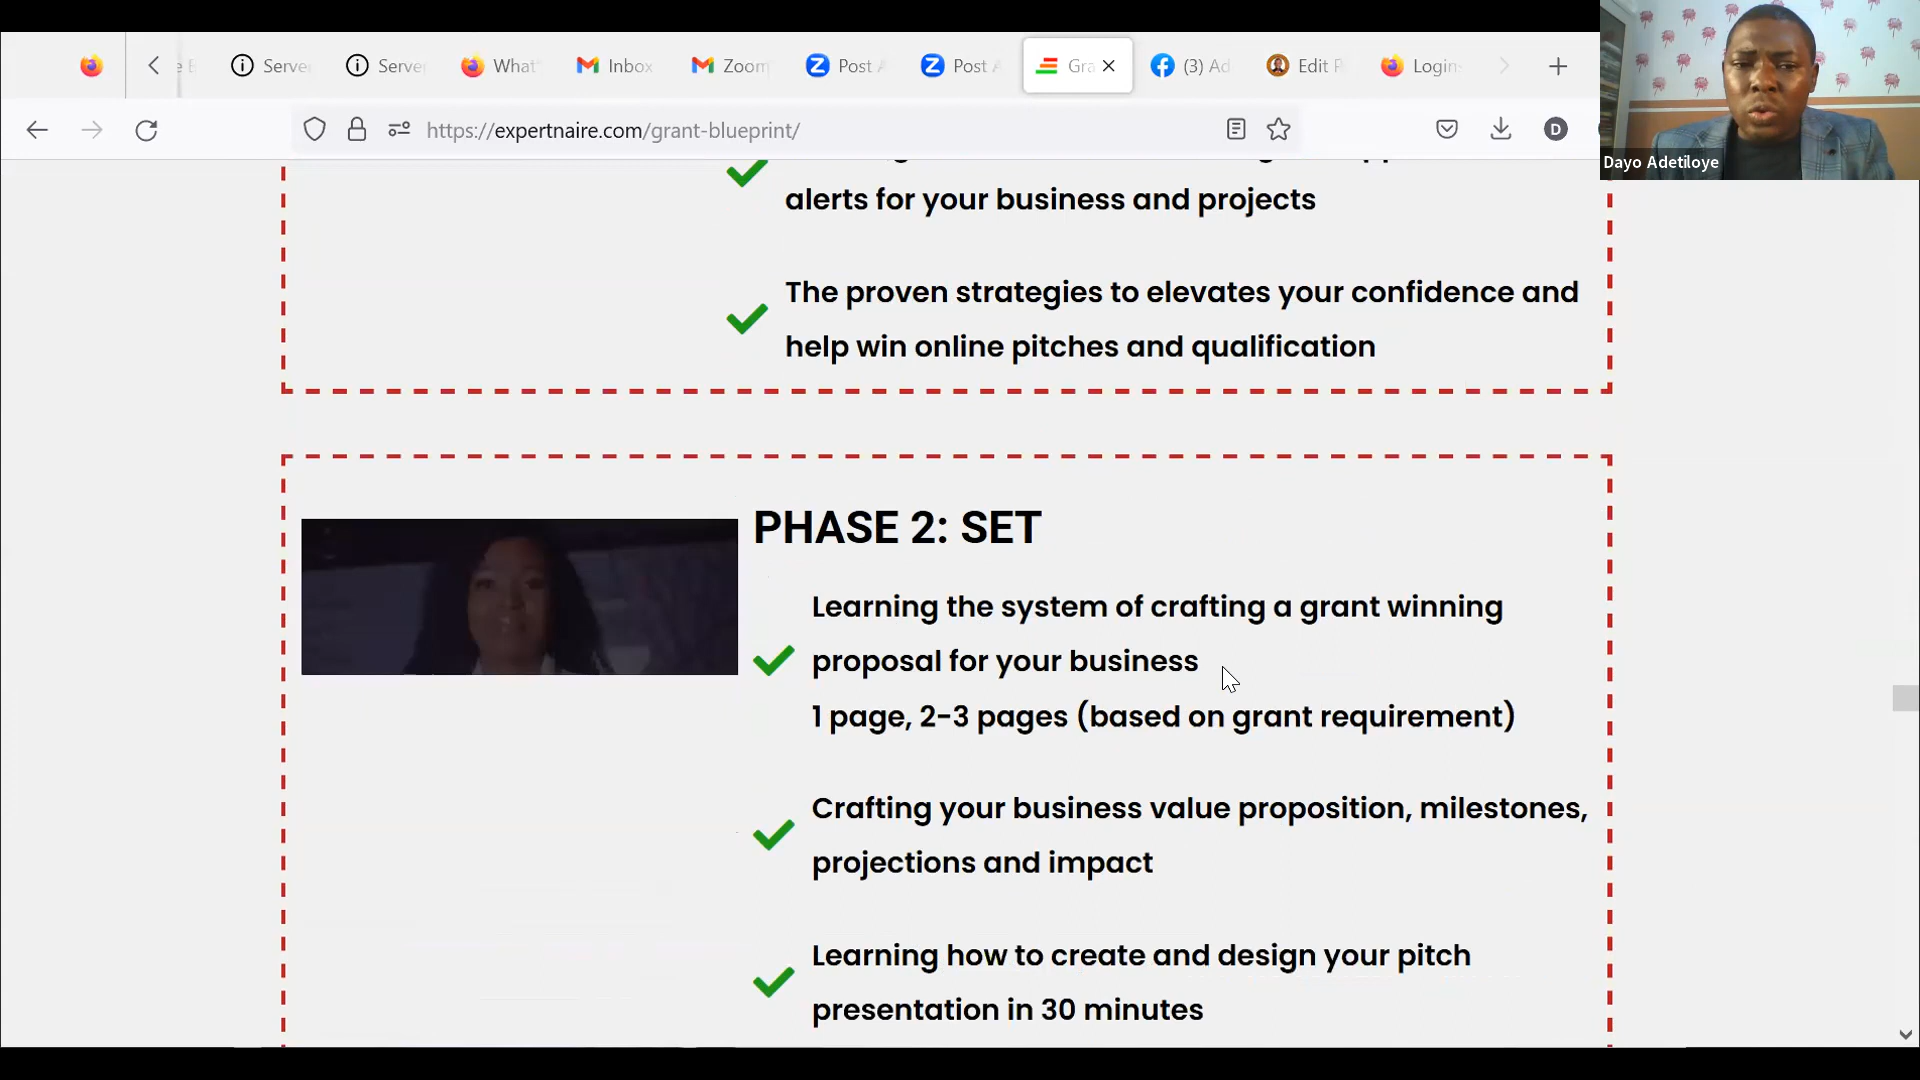 Serve
Serve
What
Inbox
Zoom
Post A
Post A
Gra
(3) Ad
Edit P
Login
https://expertnaire.com/grant-blueprint/
D
Dayo Adetiloye
alerts for your business and projects
The proven strategies to elevates your confidence and
help win online pitches and qualification
PHASE 2: SET
Learning the system of crafting a grant winning
proposal for your business
1 page, 2-3 pages (based on grant requirement)
Crafting your business value proposition, milestones,
projections and impact
Learning how to create and design your pitch
presentation in 30 minutes